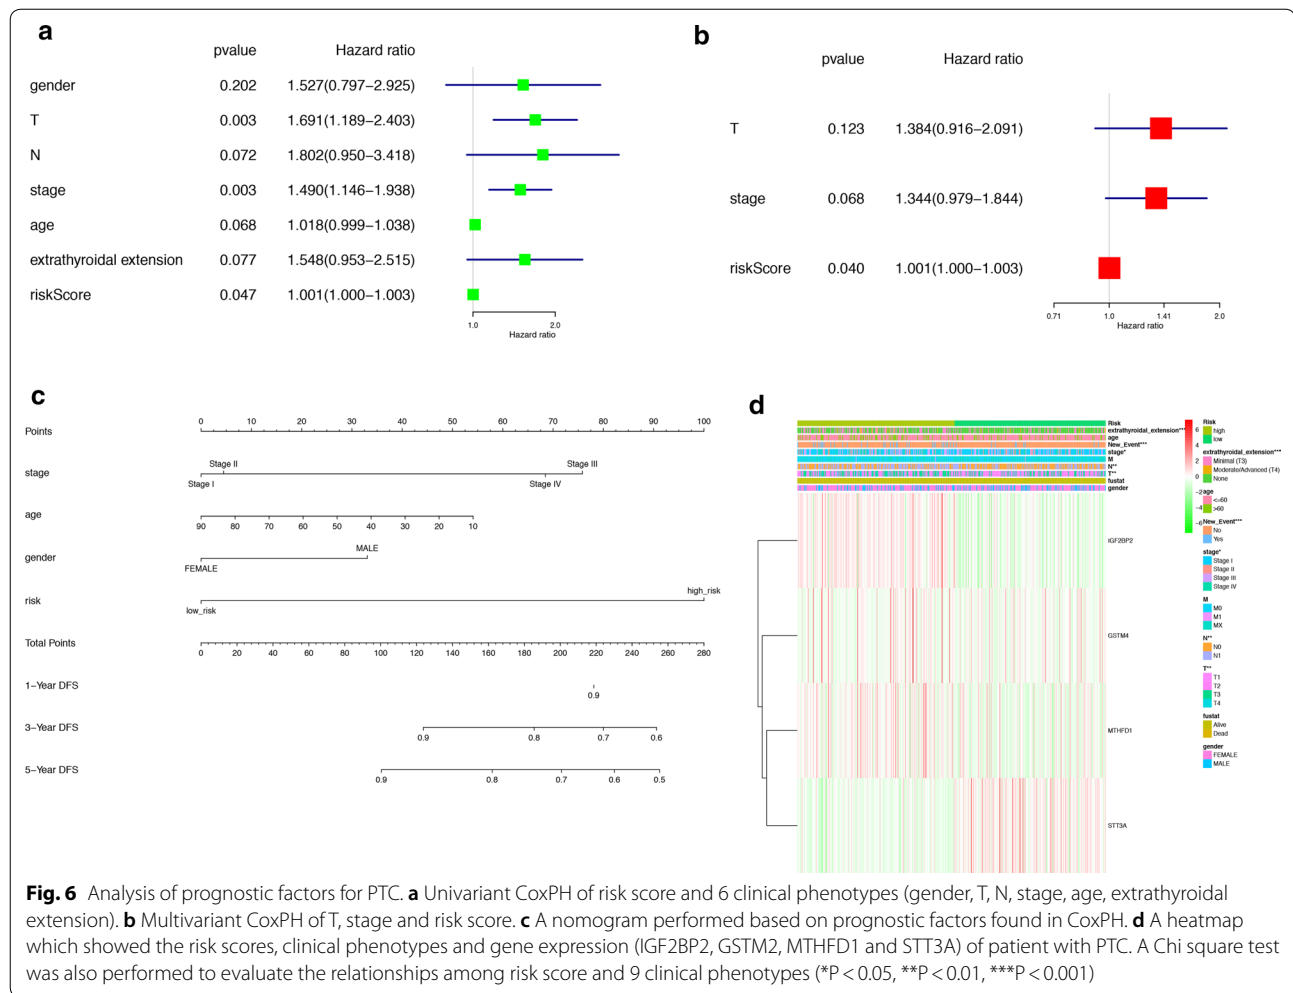 a
pvalue Hazard ratio
gender 0.202 1.527(0.797−2.925)
T 0.003 1.691(1.189−2.403)
N 0.072 1.802(0.950−3.418)
stage 0.003 1.490(1.146−1.938)
age 0.068 1.018(0.999−1.038)
extrathyroidal extension 0.077 1.548(0.953−2.515)
riskScore 0.047 1.001(1.000−1.003)
1.0 2.0
Hazard ratio
b
pvalue Hazard ratio
T 0.123 1.384(0.916−2.091)
stage 0.068 1.344(0.979−1.844)
riskScore 0.040 1.001(1.000−1.003)
0.71 1.0 1.41 2.0
Hazard ratio
c
Points 0 10 20 30 40 50 60 70 80 90 100
Stage II Stage III
stage
Stage I Stage IV
age
90 80 70 60 50 40 30 20 10
MALE
gender
FEMALE
high_risk
risk
low_risk
Total Points
0 20 40 60 80 100 120 140 160 180 200 220 240 260 280
1−Year DFS
0.9
3−Year DFS
0.9 0.8 0.7 0.6
5−Year DFS
0.9 0.8 0.7 0.6 0.5
d
Risk
extrathyroidal_extension***
age
New_Event***
stage*
M
N**
T**
fustat
gender
IGF2BP2
GSTM4
MTHFD1
STT3A
6
4
2
0
−2
−4
−6
Risk
high
low
extrathyroidal_extension***
Minimal (T3)
Moderate/Advanced (T4)
None
age
<=60
>60
New_Event***
No
Yes
stage*
Stage I
Stage II
Stage III
Stage IV
M
M0
M1
MX
N**
N0
N1
T**
T1
T2
T3
T4
fustat
Alive
Dead
gender
FEMALE
MALE
Fig. 6 Analysis of prognostic factors for PTC. a Univariant CoxPH of risk score and 6 clinical phenotypes (gender, T, N, stage, age, extrathyroidal
extension). b Multivariant CoxPH of T, stage and risk score. c A nomogram performed based on prognostic factors found in CoxPH. d A heatmap
which showed the risk scores, clinical phenotypes and gene expression (IGF2BP2, GSTM2, MTHFD1 and STT3A) of patient with PTC. A Chi square test
was also performed to evaluate the relationships among risk score and 9 clinical phenotypes (*P < 0.05, **P < 0.01, ***P < 0.001)